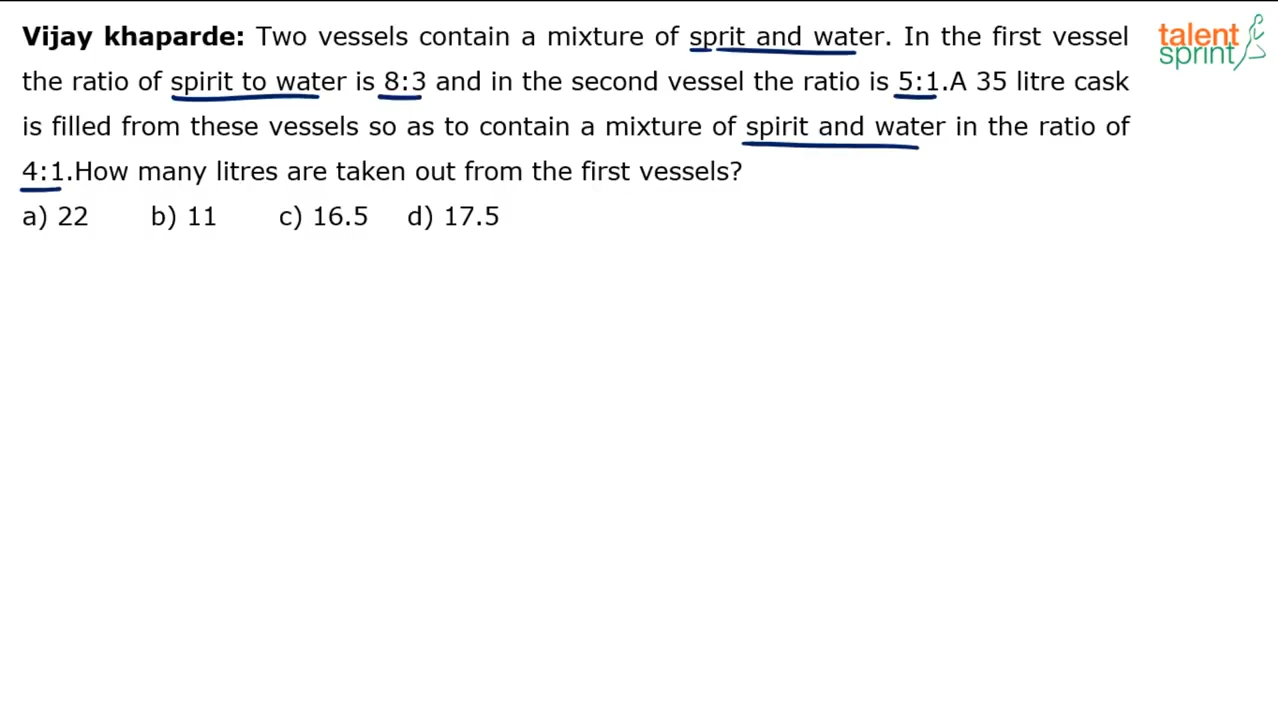 Vijay khaparde: Two vessels contain a mixture of sprit and water. In the first vessel
the ratio of spirit to water is 8:3 and in the second vessel the ratio is 5:1.A 35 litre cask
is filled from these vessels so as to contain a mixture of spirit and water in the ratio of
4:1.How many litres are taken out from the first vessels?
a) 22 b) 11 c) 16.5 d) 17.5
talent
sprint